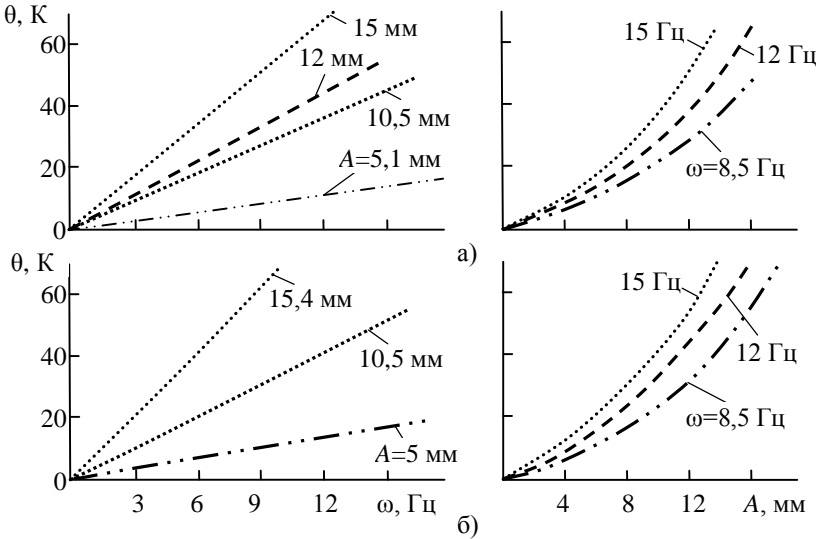 θ, К
60
40
20
0
15 мм
12 мм
10,5 мм
A=5,1 мм
15 Гц
12 Гц
ω=8,5 Гц
а)
θ, К
60
40
20
0
15,4 мм
10,5 мм
A=5 мм
3 6 9 12 ω, Гц
15 Гц
12 Гц
ω=8,5 Гц
4 8 12 A, мм
б)